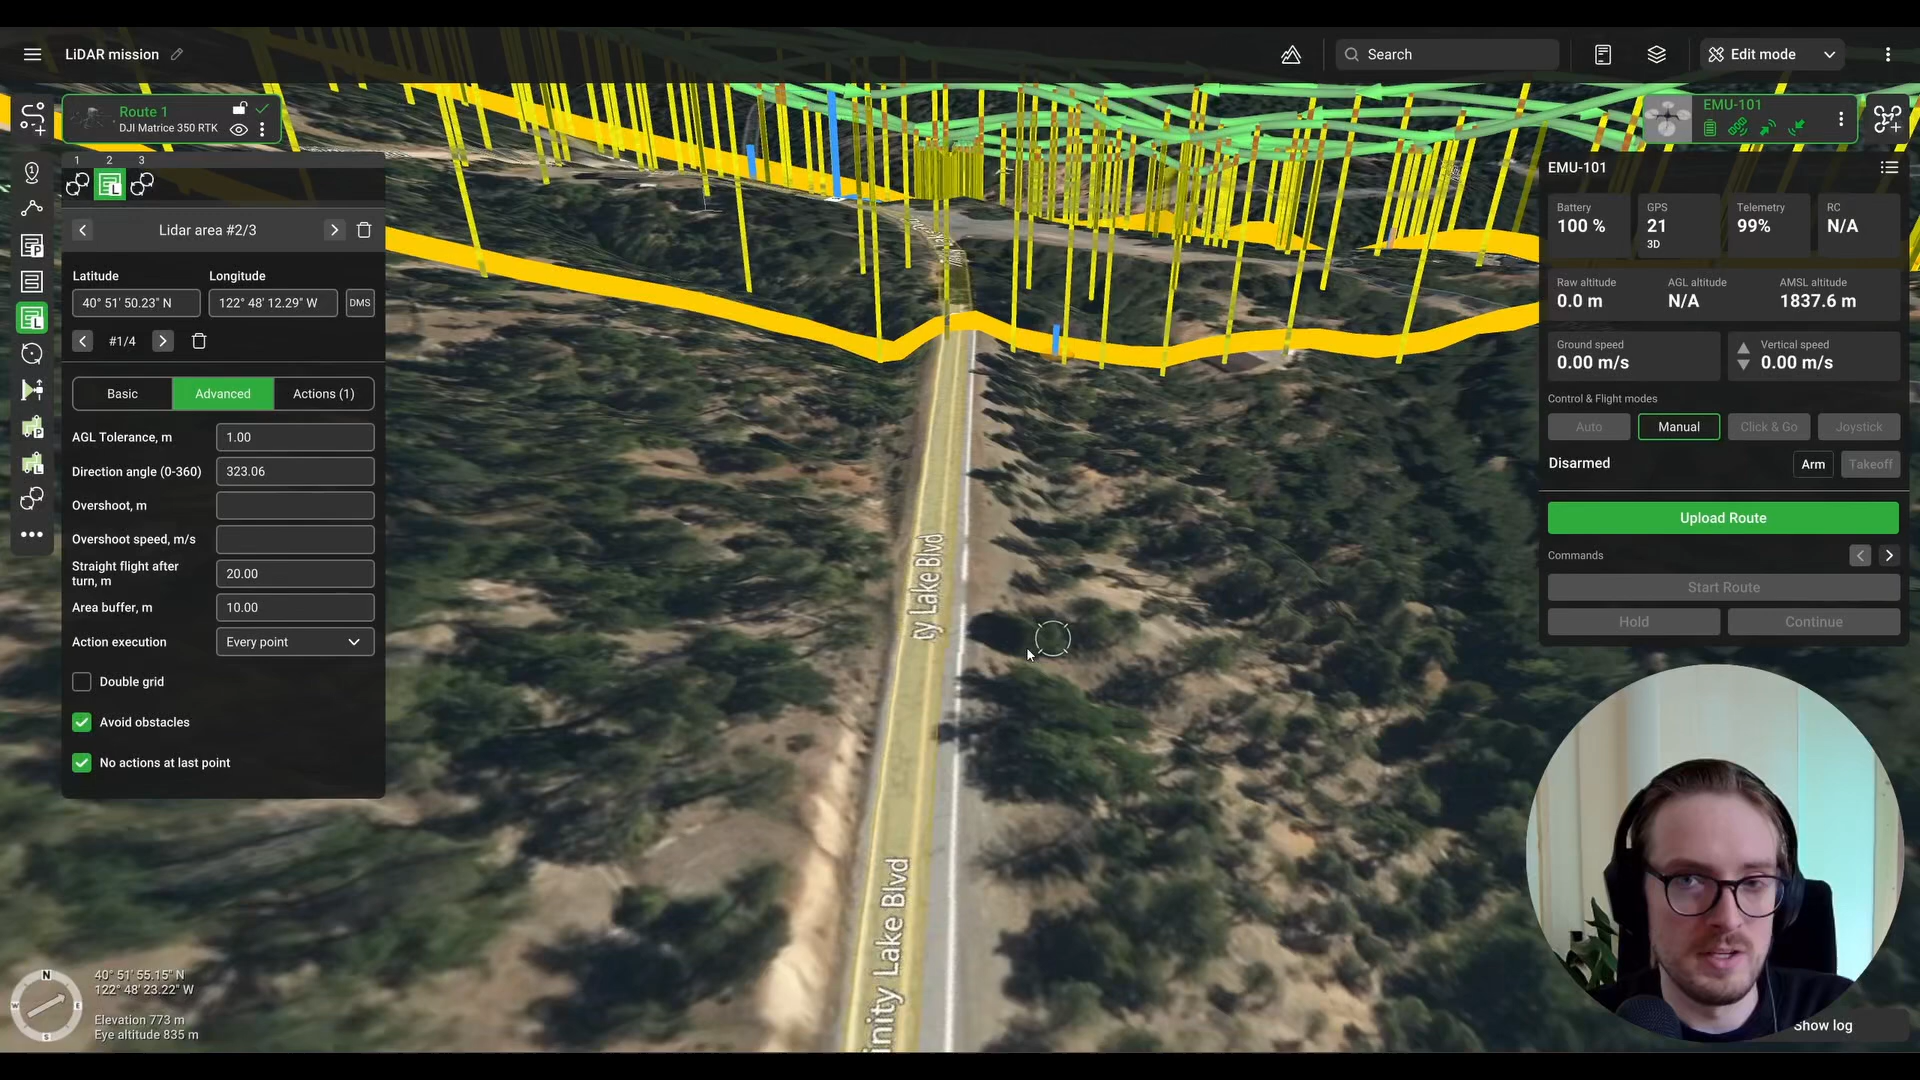 LiDAR mission
Search
Edit mode
Route 1
DJI Matrice 350 RTK
EMU-101
1 2 3
Lidar area #2/3
Latitude Longitude
40° 51' 50.23" N 122° 48' 12.29" W DMS
#1/4
Basic Advanced Actions (1)
AGL Tolerance, m 1.00
Direction angle (0-360) 323.06
Overshoot, m
Overshoot speed, m/s
Straight flight after
turn, m 20.00
Area buffer, m 10.00
Action execution Every point
Double grid
Avoid obstacles
No actions at last point
ty Lake Blvd
inity Lake Blvd
N
E
S
W
40° 51' 55.15" N
122° 48' 23.22" W
Elevation 773 m
Eye altitude 835 m
EMU-101
Battery GPS Telemetry RC
100 % 21 99% N/A
3D
Raw altitude AGL altitude AMSL altitude
0.0 m N/A 1837.6 m
Ground speed Vertical speed
0.00 m/s 0.00 m/s
Control & Flight modes
Auto Manual Click & Go Joystick
Disarmed Arm Takeoff
Upload Route
Commands
Start Route
Hold Continue
Show log